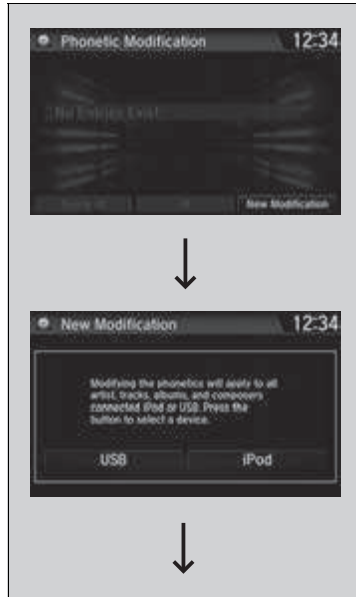 Phonetic Modification 12:34
No Entries Exist
New Modification
New Modification 12:34
Modifying the phonetics will apply to all
artist, tracks, albums, and composers
connected iPod or USB. Press the
button to select a device.
USB iPod